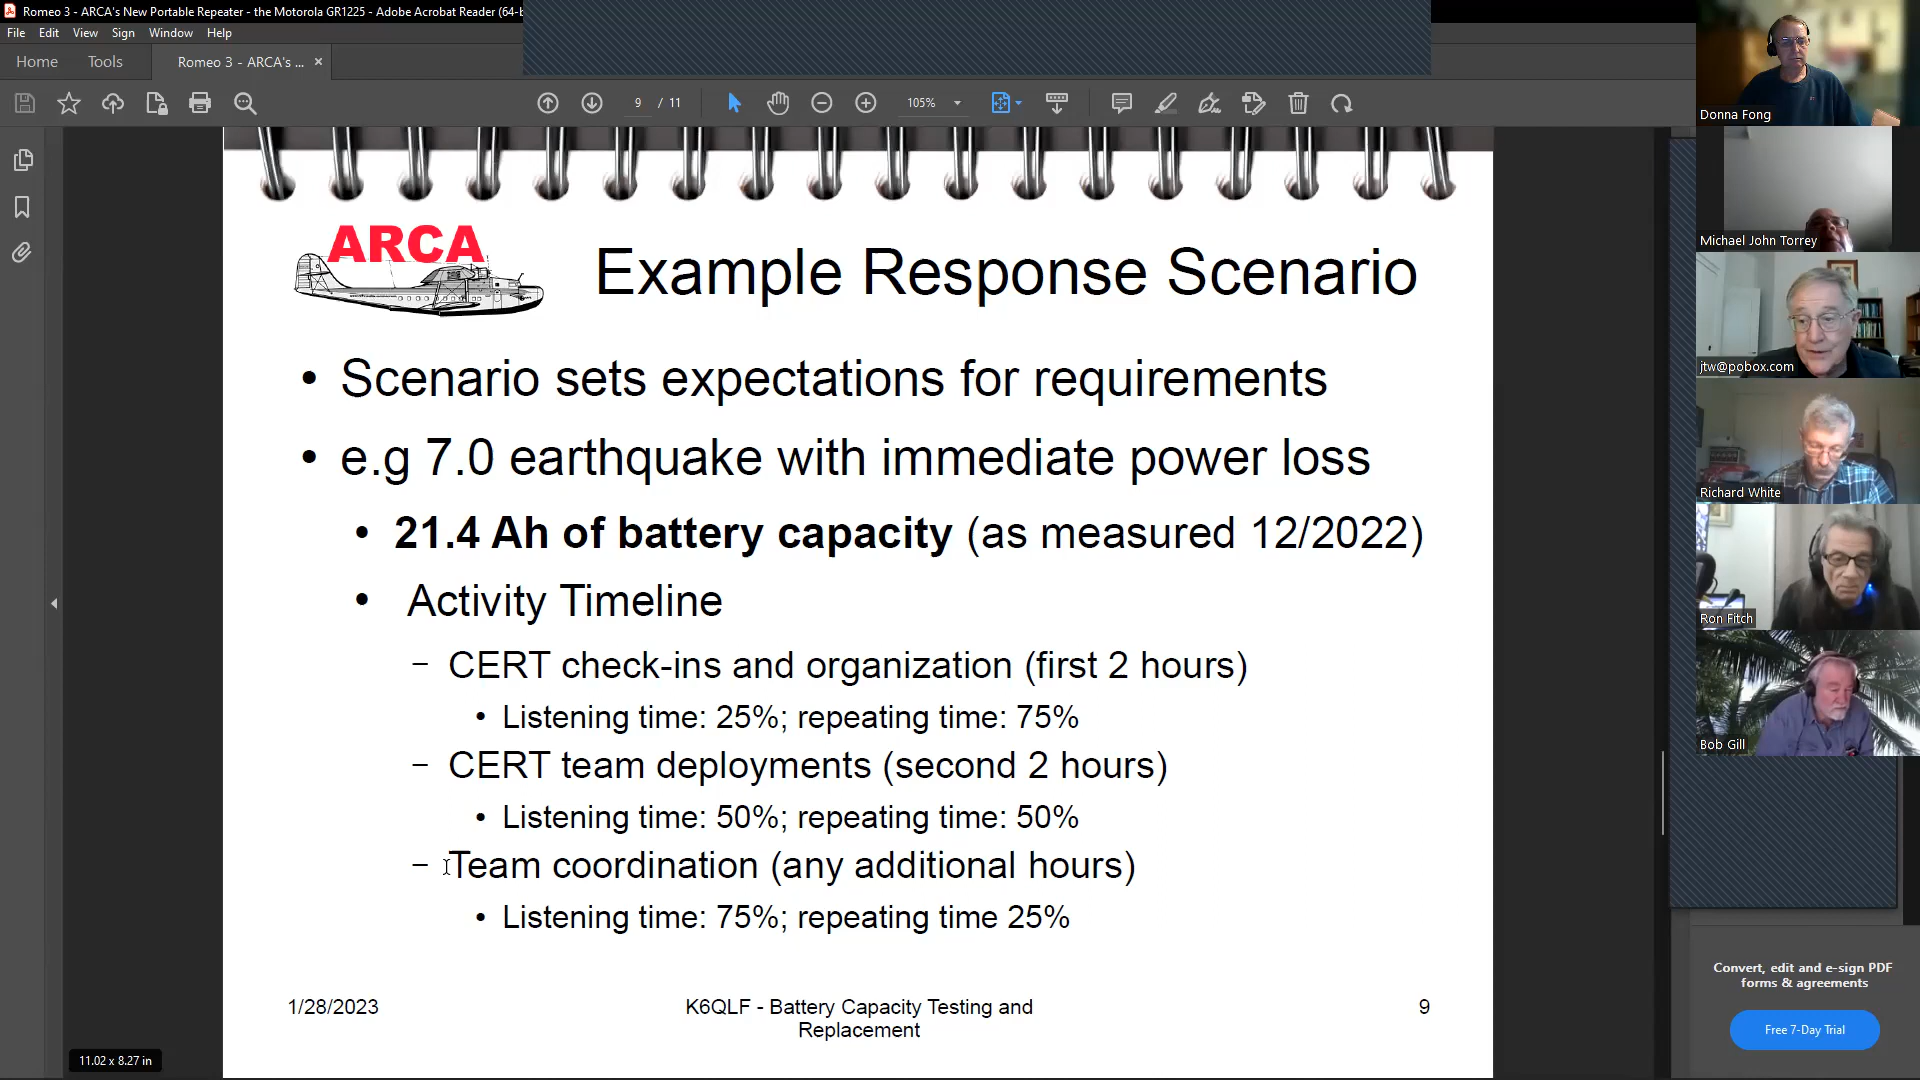 Romeo 3 - ARCA's New Portable Repeater - the Motorola GR1225 - Adobe Acrobat Reader (64-b
File Edit View Sign Window Help
Home Tools Romeo 3 - ARCA's ... ×
9 / 11 105%
ARCA
Example Response Scenario
• Scenario sets expectations for requirements
• e.g 7.0 earthquake with immediate power loss
• 21.4 Ah of battery capacity (as measured 12/2022)
• Activity Timeline
– CERT check-ins and organization (first 2 hours)
• Listening time: 25%; repeating time: 75%
– CERT team deployments (second 2 hours)
• Listening time: 50%; repeating time: 50%
– Team coordination (any additional hours)
• Listening time: 75%; repeating time 25%
1/28/2023
K6QLF - Battery Capacity Testing and
Replacement
9
11.02 x 8.27 in
Donna Fong
Michael John Torrey
jtw@pobox.com
Richard White
Ron Fitch
Bob Gill
Convert, edit and e-sign PDF
forms & agreements
Free 7-Day Trial